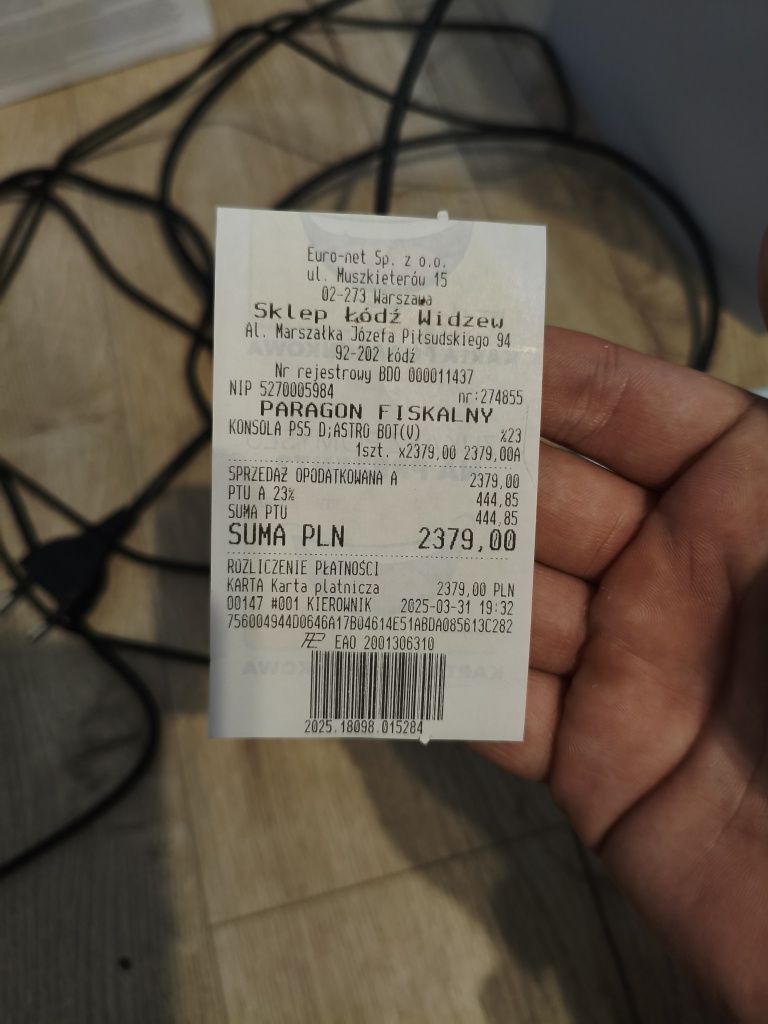 Euro-net Sp. z o.o.
ul. Muszkieterów 15
02-273 Warszawa
Sklep Łódź Widzew
Al. Marszałka Józefa Piłsudskiego 94
92-202 Łódź
Nr rejestrowy BDO 000011437
NIP 5270005984 nr:274855
PARAGON FISKALNY
KONSOLA PS5 D;ASTRO BOT(V) %23
1szt. x2379,00 2379,00A
SPRZEDAŻ OPODATKOWANA A 2379,00
PTU A 23% 444,85
SUMA PTU 444,85
SUMA PLN 2379,00
ROZLICZENIE PŁATNOŚCI
KARTA Karta płatnicza 2379,00 PLN
00147 #001 KIEROWNIK 2025-03-31 19:32
756004944D0646A17B04614E51ABDA085613C282
EAO 2001306310
2025.18098.015284